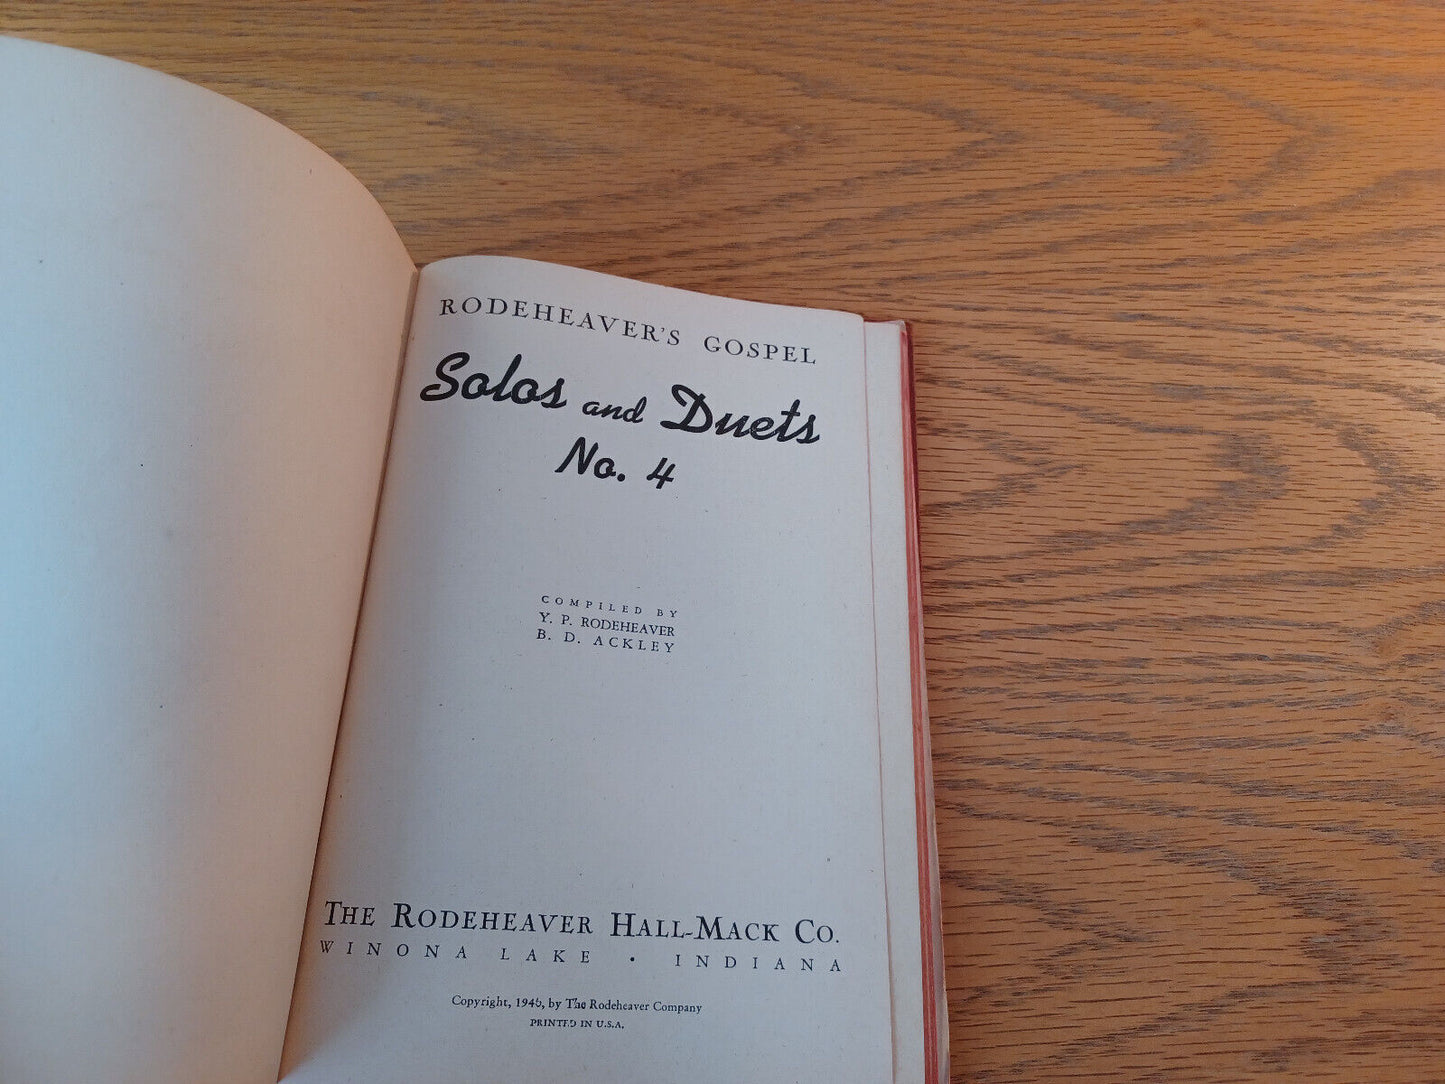 RODEHEAVER'S GOSPEL
Solos and Duets
No. 4
COMPILED BY
Y. P. RODEHEAVER
B. D. ACKLEY
THE RODEHEAVER HALL-MACK CO.
WINONA LAKE • INDIANA
Copyright, 1946, by The Rodeheaver Company
PRINTED IN U.S.A.